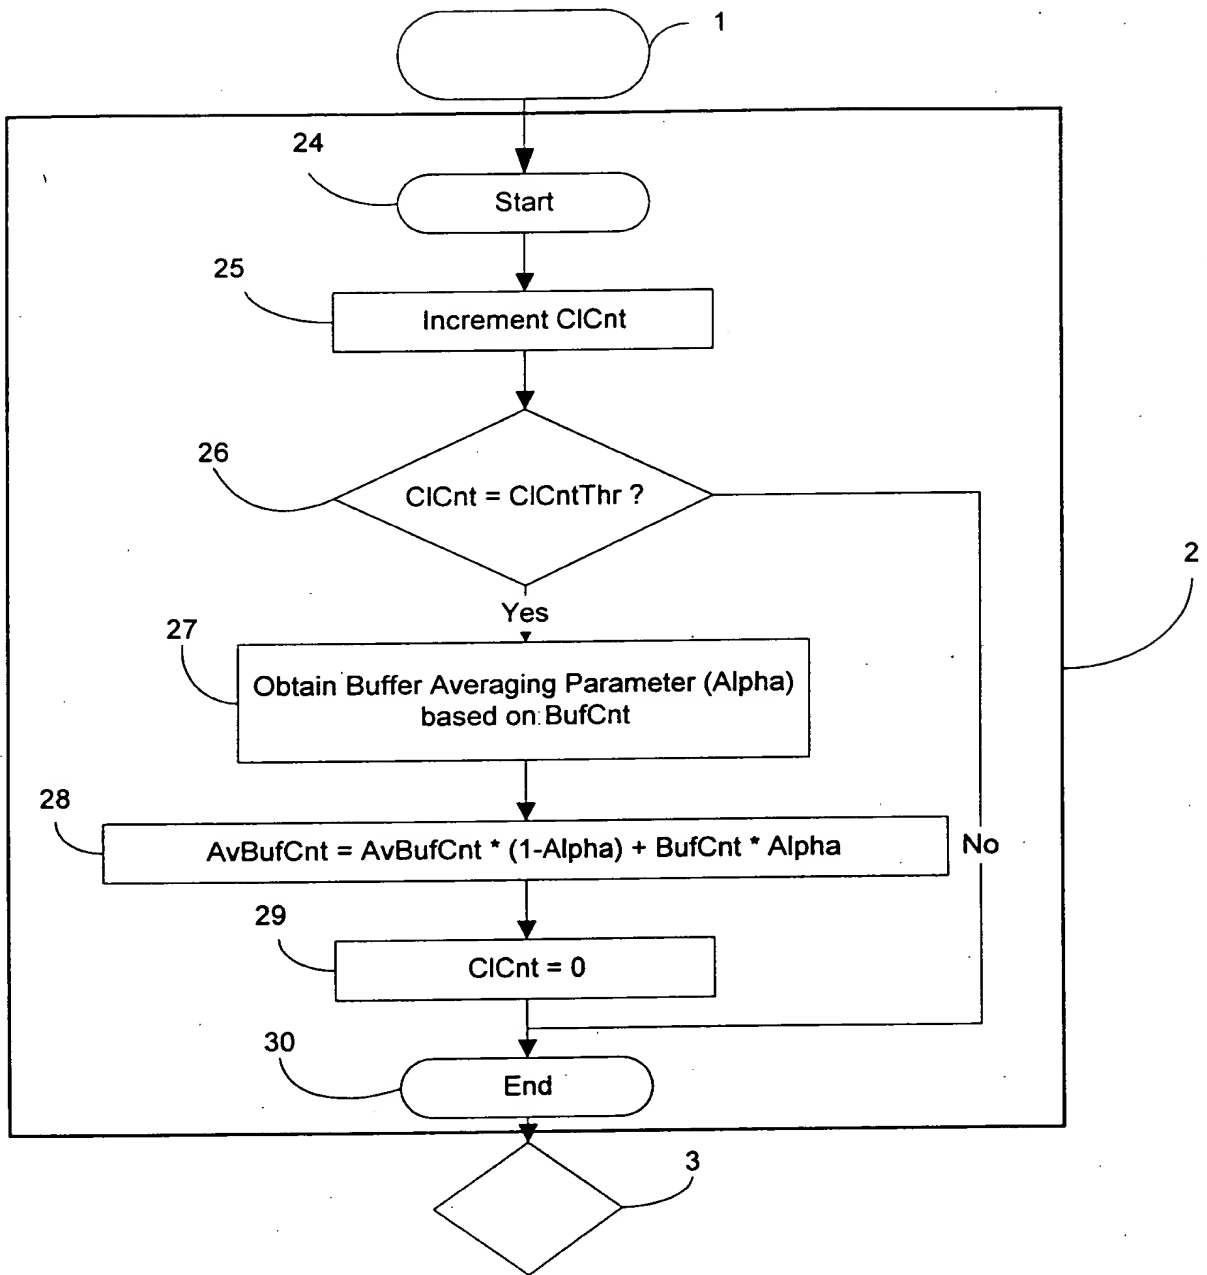 1
24
Start
25
Increment ClCnt
26
ClCnt = ClCntThr ?
2
Yes
27
Obtain Buffer Averaging Parameter (Alpha)
based on BufCnt
28
AvBufCnt = AvBufCnt * (1-Alpha) + BufCnt * Alpha
No
29
ClCnt = 0
30
End
3